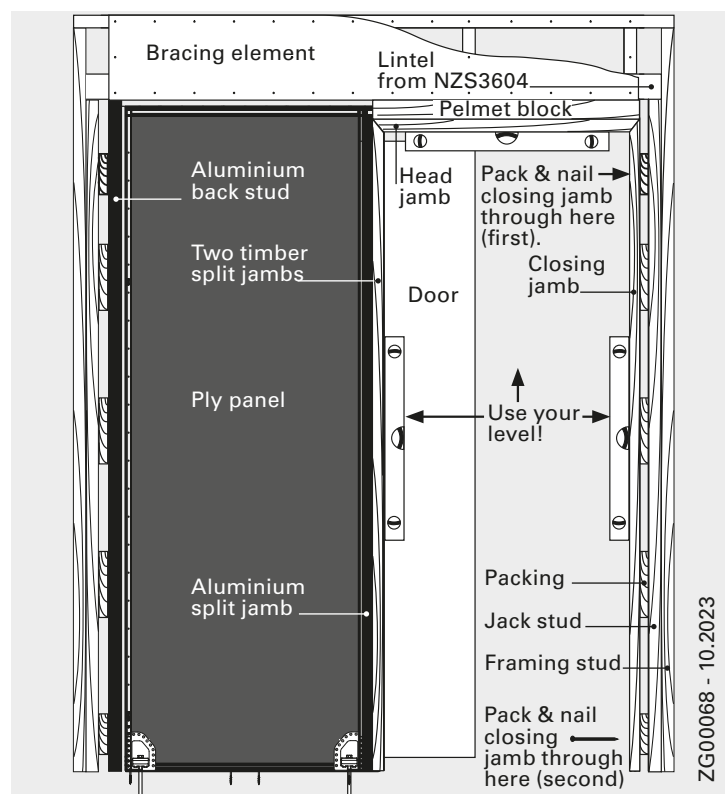 Bracing element
Lintel
from NZS3604
Pelmet block
Aluminium
back stud
Head
jamb
Pack & nail
closing jamb
through here
(first).
Two timber
split jambs
Closing
jamb
Door
Ply panel
Use your
level!
Aluminium
split jamb
Packing
Jack stud
Framing stud
Pack & nail
closing
jamb through
here (second)
ZG00068 - 10.2023